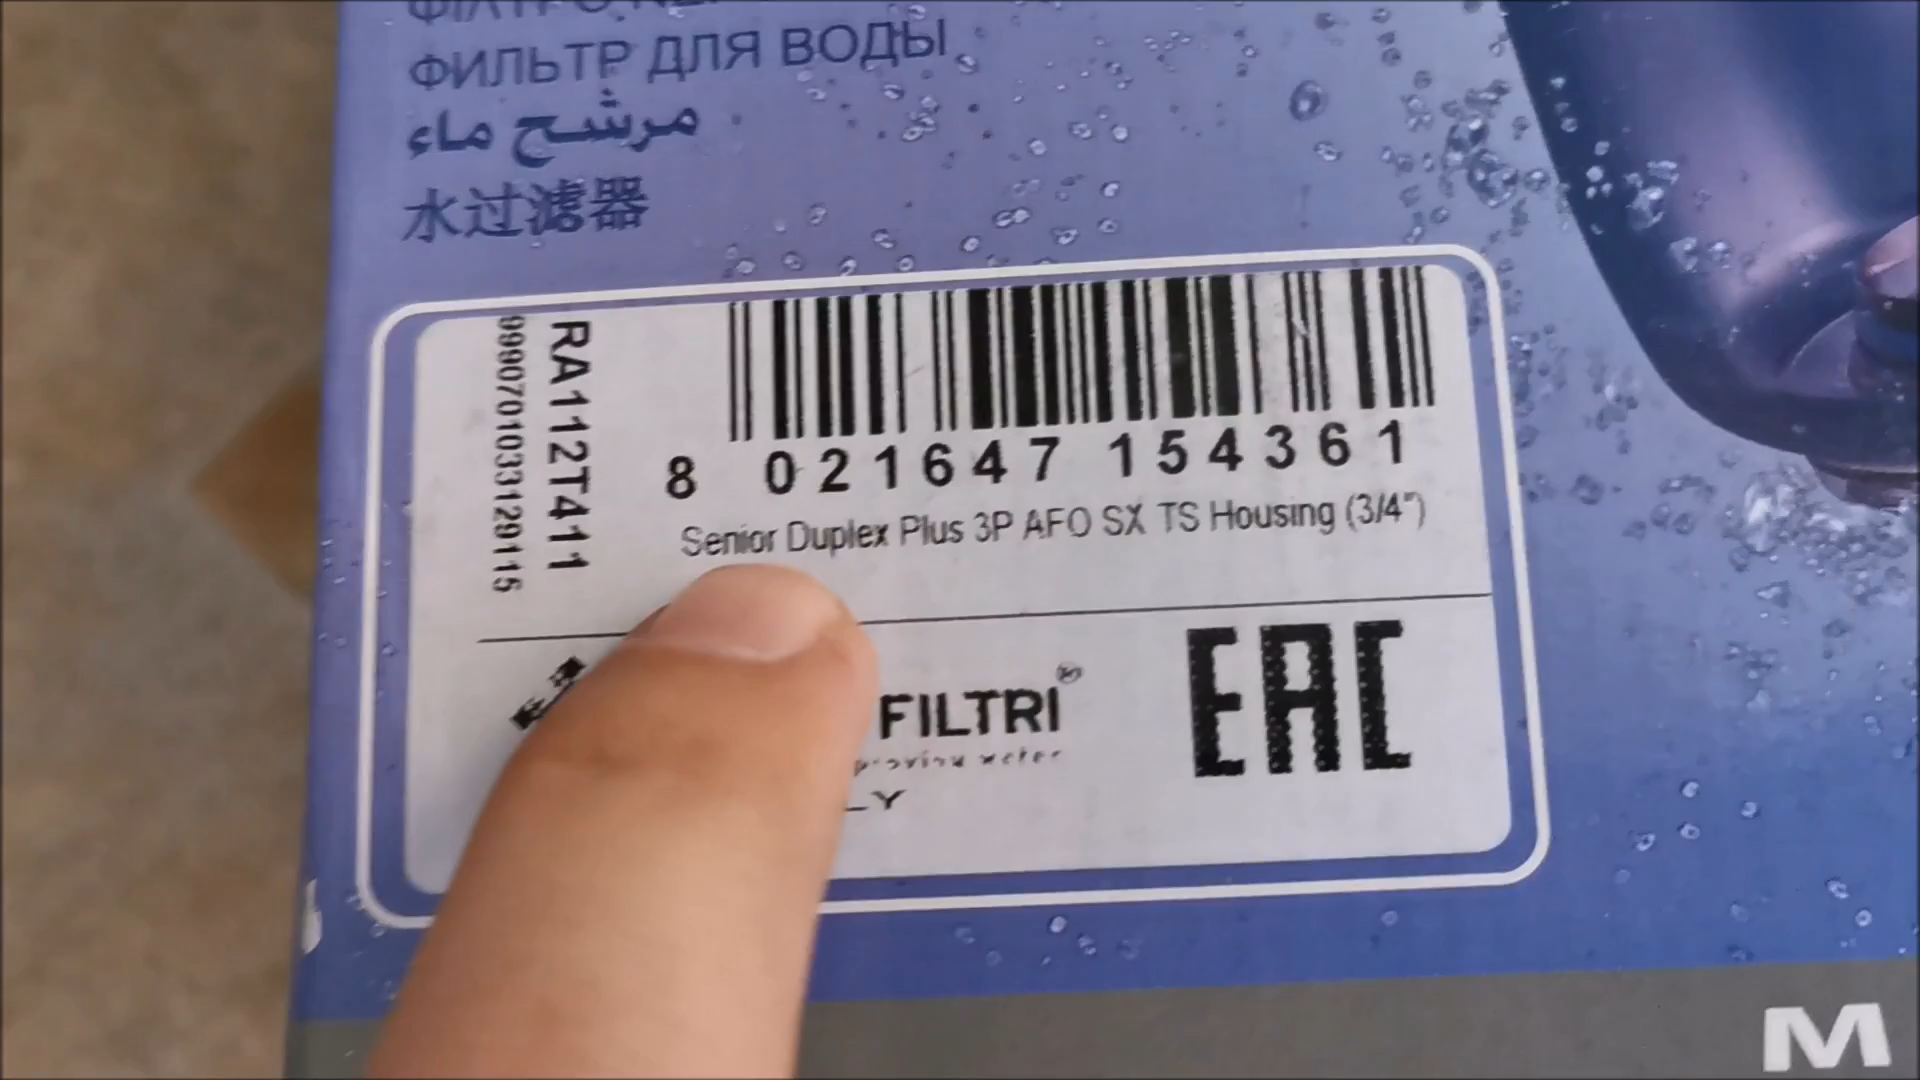 ФИЛЬТР ДЛЯ ВОДЫ
مرشح ماء
水过滤器
RA112T411
8 021647 154361
Senior Duplex Plus 3P AFO SX TS Housing (3/4")
FILTRI®
EAC
M